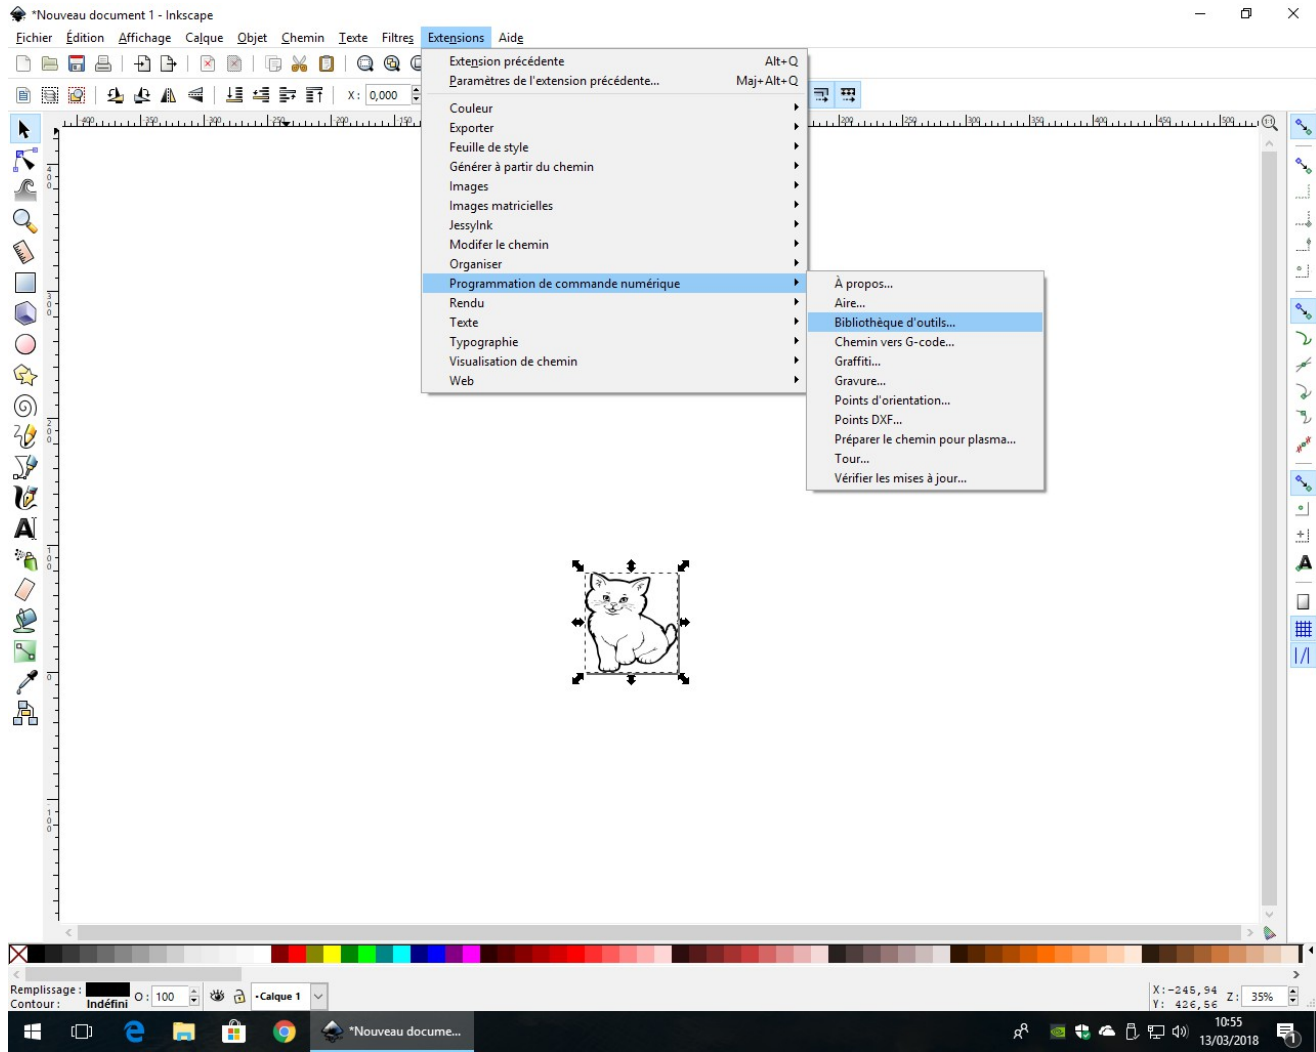 *Nouveau document 1 - Inkscape
Fichier Édition Affichage Calque Objet Chemin Texte Filtres Extensions Aide
Extension précédente Alt+Q
Paramètres de l'extension précédente... Maj+Alt+Q
X: 0,000
Couleur
Exporter
Feuille de style
Générer à partir du chemin
Images
Images matricielles
JessyInk
Modifer le chemin
Organiser
Programmation de commande numérique
Rendu
Texte
Typographie
Visualisation de chemin
Web
À propos...
Aire...
Bibliothèque d'outils...
Chemin vers G-code...
Graffiti...
Gravure...
Points d'orientation...
Points DXF...
Préparer le chemin pour plasma...
Tour...
Vérifier les mises à jour...
Remplissage :
Contour : Indéfini
O: 100
•Calque 1
X:-245,94
Y: 426,56
Z: 35%
*Nouveau docume...
10:55
13/03/2018